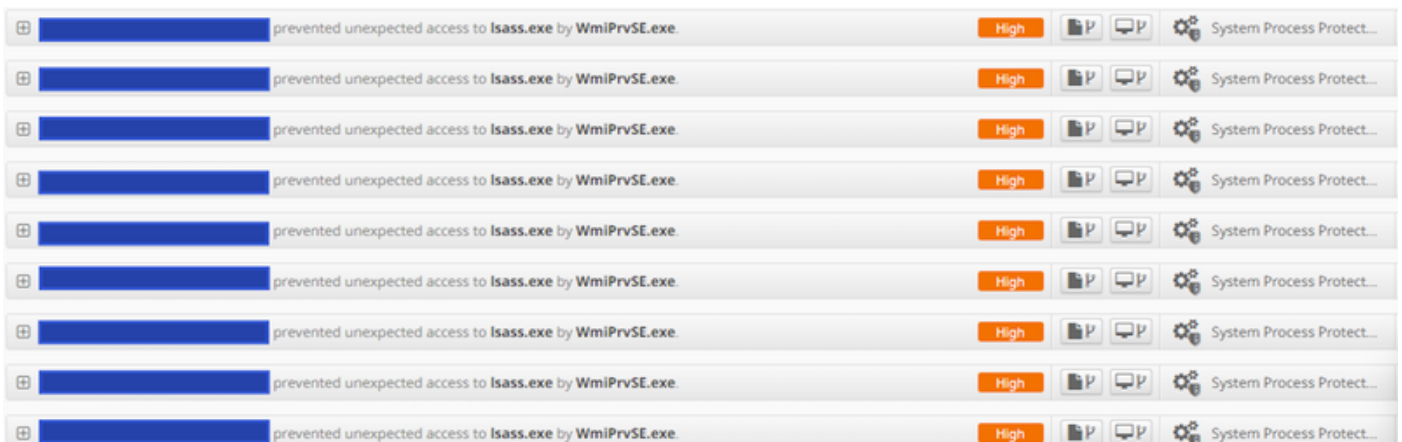 prevented unexpected access to lsass.exe by WmiPrvSE.exe. High System Process Protect...
prevented unexpected access to lsass.exe by WmiPrvSE.exe. High System Process Protect...
prevented unexpected access to lsass.exe by WmiPrvSE.exe. High System Process Protect...
prevented unexpected access to lsass.exe by WmiPrvSE.exe. High System Process Protect...
prevented unexpected access to lsass.exe by WmiPrvSE.exe. High System Process Protect...
prevented unexpected access to lsass.exe by WmiPrvSE.exe. High System Process Protect...
prevented unexpected access to lsass.exe by WmiPrvSE.exe. High System Process Protect...
prevented unexpected access to lsass.exe by WmiPrvSE.exe. High System Process Protect...
prevented unexpected access to lsass.exe by WmiPrvSE.exe. High System Process Protect...